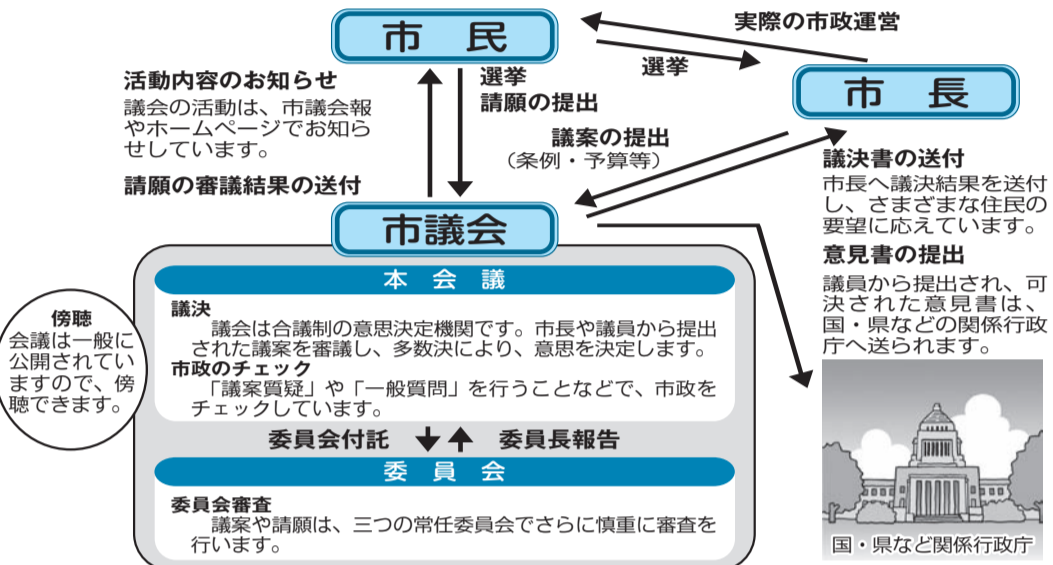 市民
実際の市政運営
選挙
市長
活動内容のお知らせ
議会の活動は、市議会報
やホームページでお知ら
せしています。
請願の審議結果の送付
選挙
請願の提出
議案の提出
（条例・予算等）
議決書の送付
市長へ議決結果を送付
し、さまざまな住民の
要望に応えています。
意見書の提出
議員から提出され、可
決された意見書は、
国・県などの関係行政
庁へ送られます。
国・県など関係行政庁
市議会
傍聴
会議は一般に
公開されてい
ますので、傍
聴できます。
本会議
議決
議会は合議制の意思決定機関です。市長や議員から提出
された議案を審議し、多数決により、意思を決定します。
市政のチェック
「議案質疑」や「一般質問」を行うことなどで、市政を
チェックしています。
委員会付託
委員長報告
委員会
委員会審査
議案や請願は、三つの常任委員会でさらに慎重に審査を
行います。